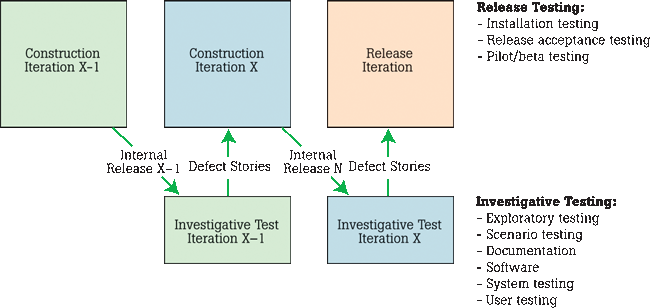 Construction
Iteration X-1
Construction
Iteration X
Release
Iteration
Release Testing:
- Installation testing
- Release acceptance testing
- Pilot/beta testing
Internal
Release X-1
Defect Stories
Internal
Release N
Defect Stories
Investigative Test
Iteration X-1
Investigative Test
Iteration X
Investigative Testing:
- Exploratory testing
- Scenario testing
- Documentation
- Software
- System testing
- User testing